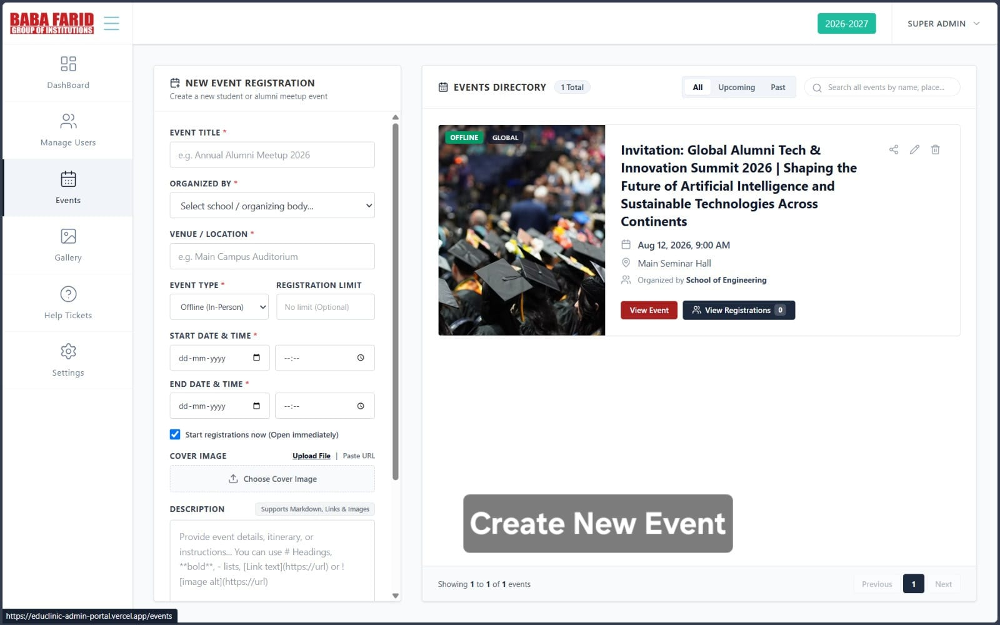 BABA FARID
GROUP OF INSTITUTIONS
2026-2027
SUPER ADMIN
DashBoard
Manage Users
Events
Gallery
Help Tickets
Settings
NEW EVENT REGISTRATION
Create a new student or alumni meetup event
EVENT TITLE *
e.g. Annual Alumni Meetup 2026
ORGANIZED BY *
Select school / organizing body...
VENUE / LOCATION *
e.g. Main Campus Auditorium
EVENT TYPE * REGISTRATION LIMIT
Offline (In-Person) No limit (Optional)
START DATE & TIME *
dd-mm-yyyy --:--
END DATE & TIME *
dd-mm-yyyy --:--
Start registrations now (Open immediately)
COVER IMAGE Upload File | Paste URL
Choose Cover Image
DESCRIPTION Supports Markdown, Links & Images
Provide event details, itinerary, or
instructions... You can use # Headings,
**bold**, - lists, [Link text](https://url) or !
[image alt](https://url)
EVENTS DIRECTORY 1 Total
All Upcoming Past
Search all events by name, place...
OFFLINE GLOBAL
Invitation: Global Alumni Tech &
Innovation Summit 2026 | Shaping the
Future of Artificial Intelligence and
Sustainable Technologies Across
Continents
Aug 12, 2026, 9:00 AM
Main Seminar Hall
Organized by School of Engineering
View Event View Registrations 0
Create New Event
Showing 1 to 1 of 1 events
Previous 1 Next
https://educlinic-admin-portal.vercel.app/events